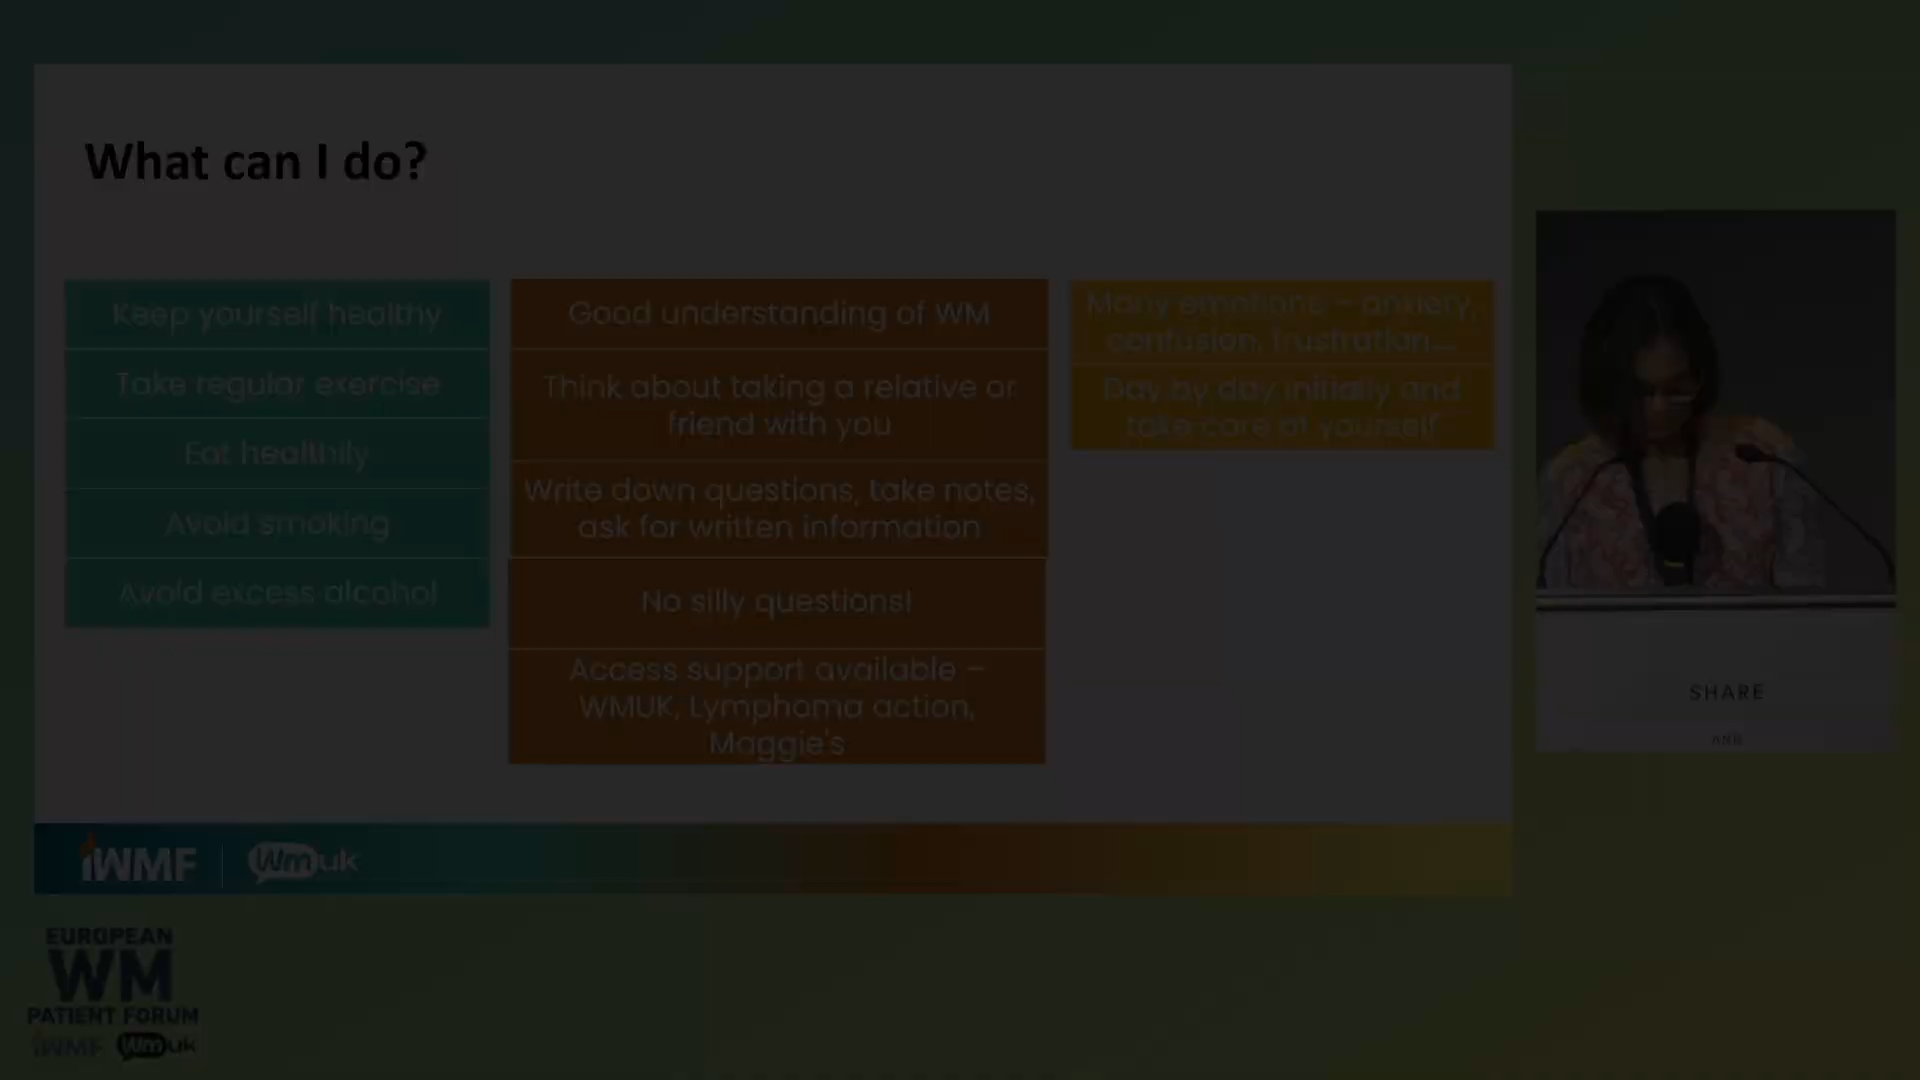 What can I do?
Keep yourself healthy
Take regular exercise
Eat healthily
Avoid smoking
Avoid excess alcohol
Good understanding of WM
Think about taking a relative or
friend with you
Write down questions, take notes,
ask for written information
No silly questions!
Access support available –
WMUK, Lymphoma action,
Maggie's
Many emotions – anxiety,
confusion, frustration...
Day by day initially and
take care of yourself
SHARE
AND
iWMF
Wmuk
EUROPEAN
WM
PATIENT FORUM
iWMF Wmuk